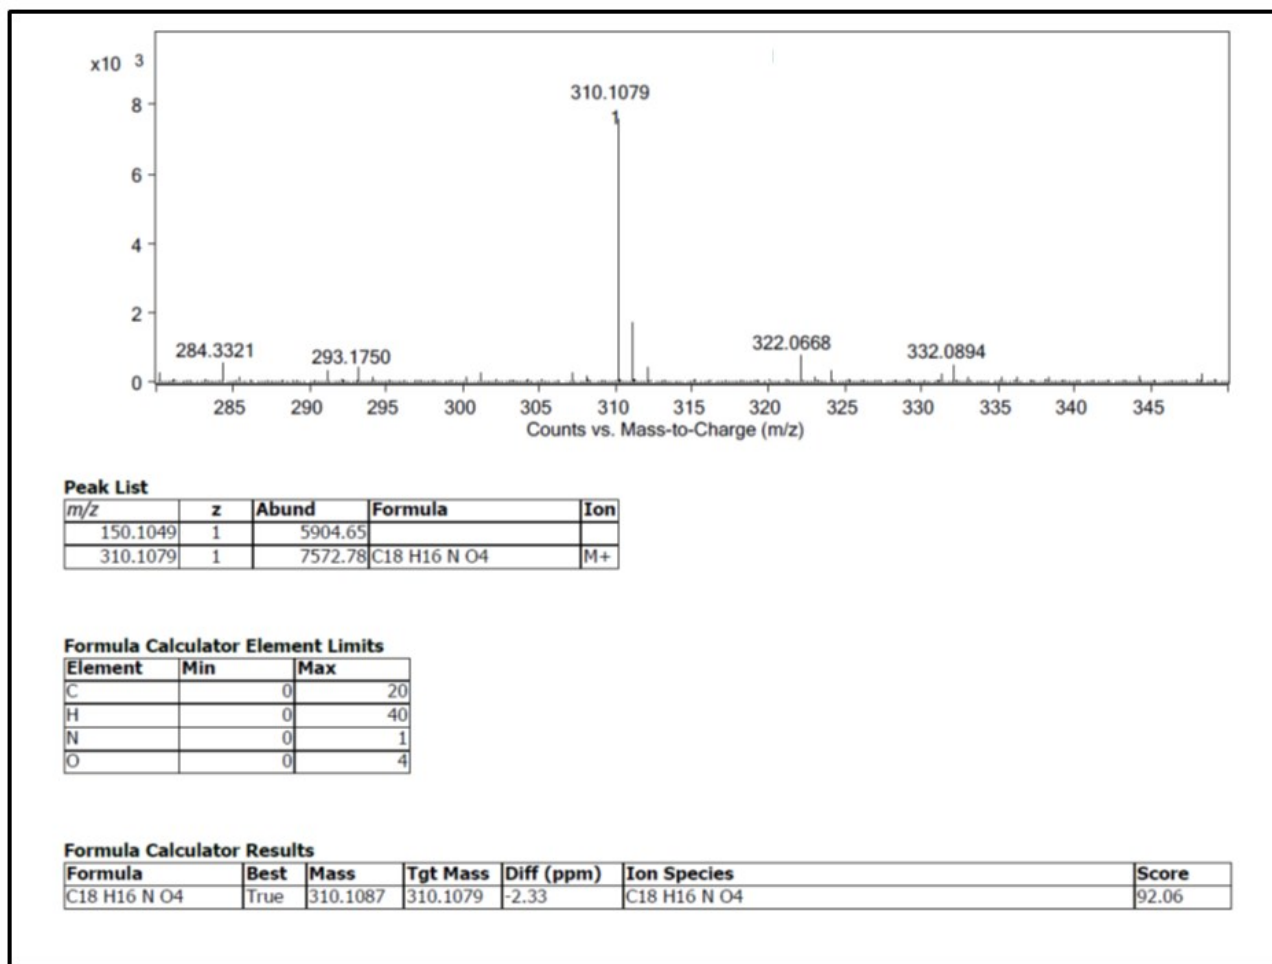 x10 3
8
6
4
2
0
310.1079
1
284.3321
293.1750
322.0668
332.0894
285 290 295 300 305 310 315 320 325 330 335 340 345
Counts vs. Mass-to-Charge (m/z)
Peak List
m/z z Abund Formula Ion
150.1049 1 5904.65
310.1079 1 7572.78 C18 H16 N O4 M+
Formula Calculator Element Limits
Element Min Max
C 0 20
H 0 40
N 0 1
O 0 4
Formula Calculator Results
Formula Best Mass Tgt Mass Diff (ppm) Ion Species Score
C18 H16 N O4 True 310.1087 310.1079 -2.33 C18 H16 N O4 92.06